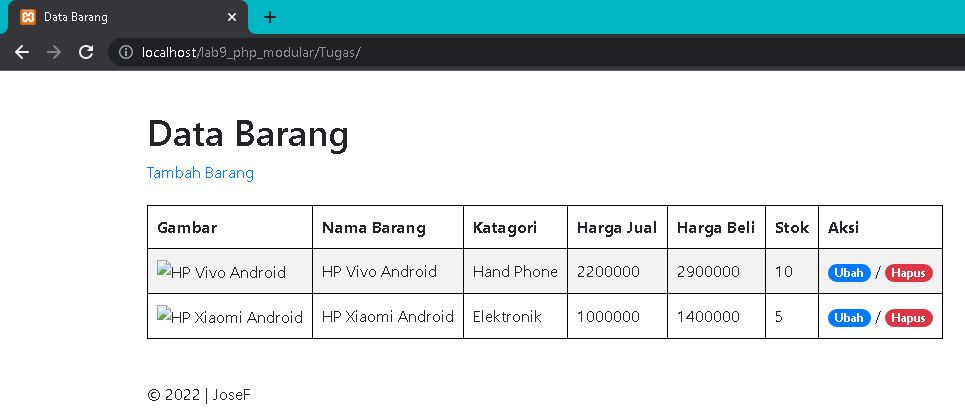 Data Barang
localhost/lab9_php_modular/Tugas/
Data Barang
Tambah Barang
Gambar Nama Barang Katagori Harga Jual Harga Beli Stok Aksi
HP Vivo Android HP Vivo Android Hand Phone 2200000 2900000 10 Ubah / Hapus
HP Xiaomi Android HP Xiaomi Android Elektronik 1000000 1400000 5 Ubah / Hapus
© 2022 | JoseF